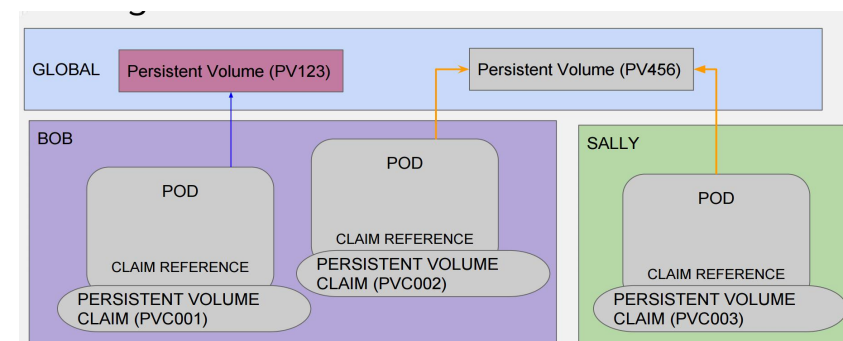 GLOBAL
Persistent Volume (PV123)
Persistent Volume (PV456)
BOB
POD
CLAIM REFERENCE
PERSISTENT VOLUME
CLAIM (PVC001)
POD
CLAIM REFERENCE
PERSISTENT VOLUME
CLAIM (PVC002)
SALLY
POD
CLAIM REFERENCE
PERSISTENT VOLUME
CLAIM (PVC003)